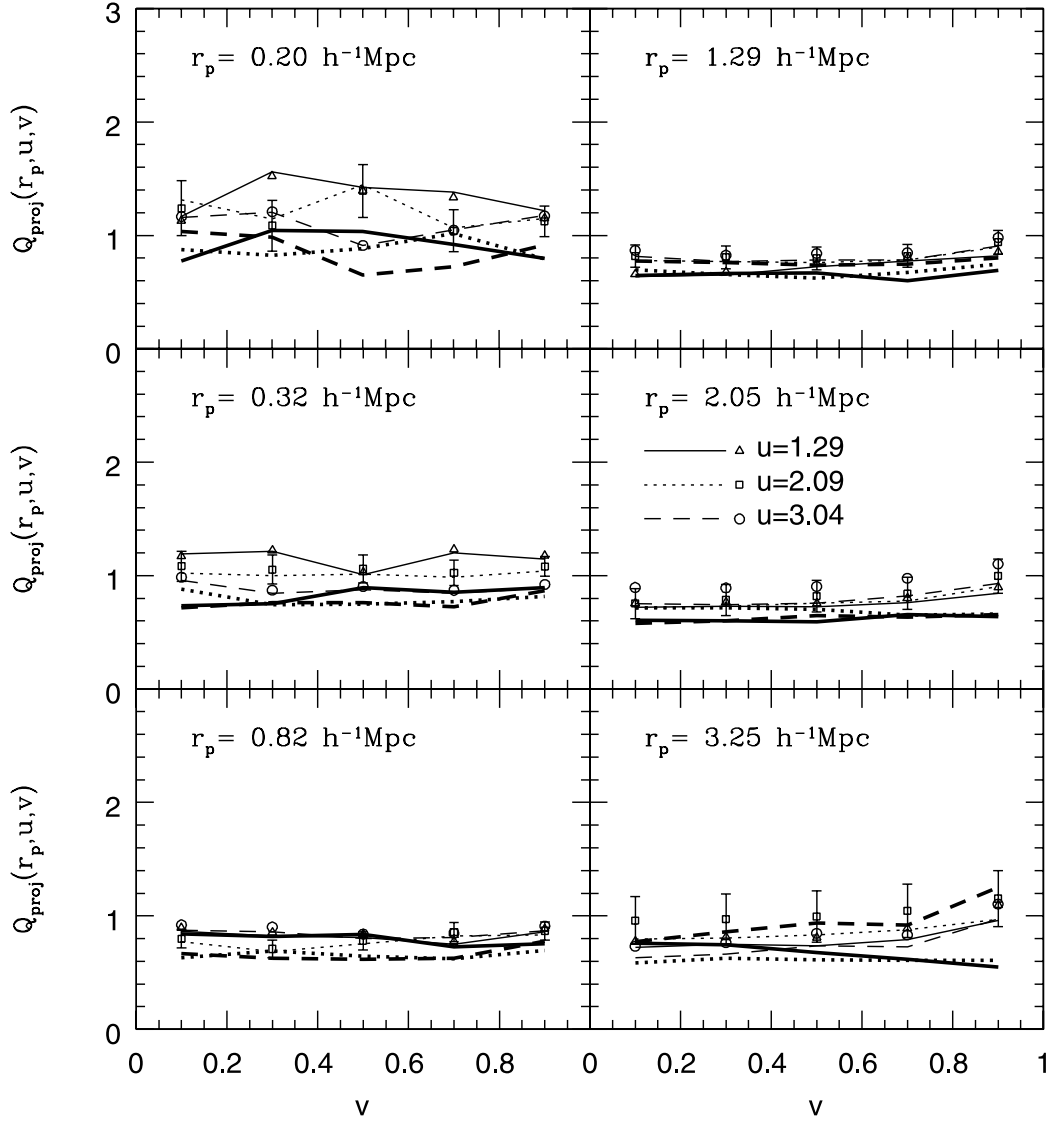 3
2
1
0
Q_proj(r_p,u,v)
r_p= 0.20 h⁻¹Mpc
r_p= 1.29 h⁻¹Mpc
2
1
0
Q_proj(r_p,u,v)
r_p= 0.32 h⁻¹Mpc
r_p= 2.05 h⁻¹Mpc
u=1.29
u=2.09
u=3.04
2
1
0
Q_proj(r_p,u,v)
r_p= 0.82 h⁻¹Mpc
r_p= 3.25 h⁻¹Mpc
0 0.2 0.4 0.6 0.8 0 0.2 0.4 0.6 0.8 1
v v